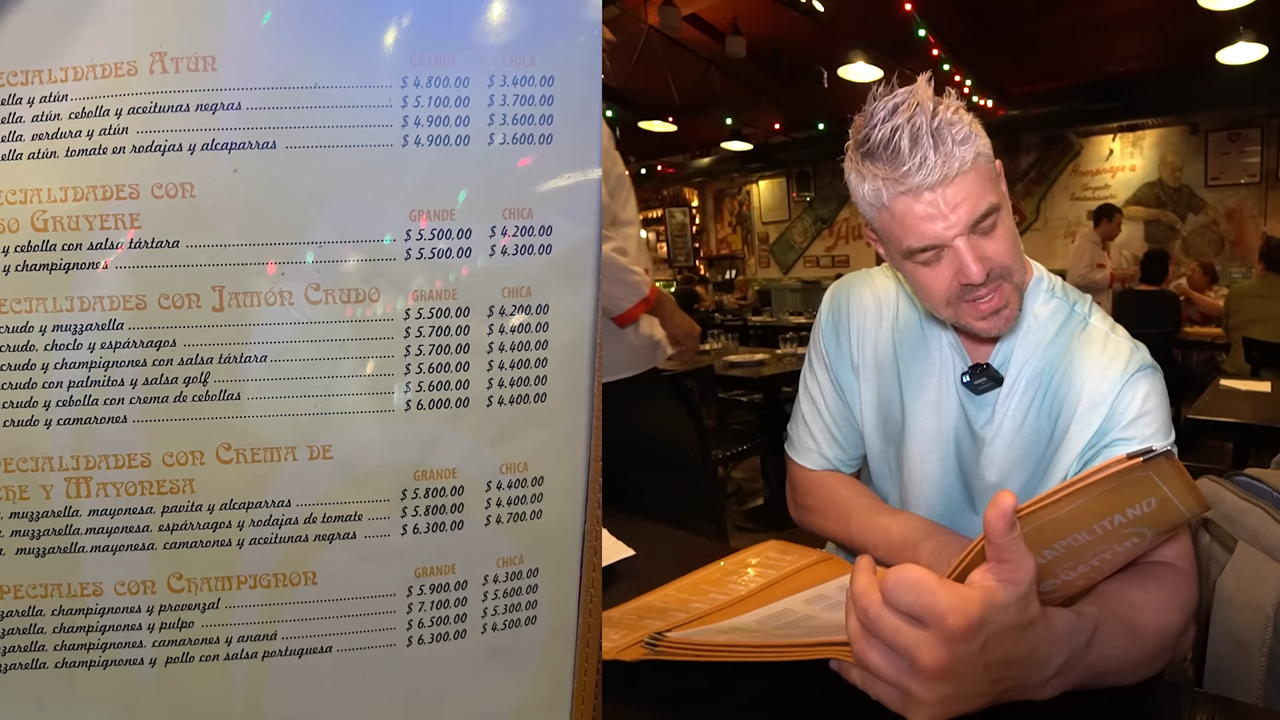 ECIALIDADES ATÚN
GRANDE CHICA
ella y atún $ 4.800,00 $ 3.400,00
ella, atún, cebolla y aceitunas negras $ 5.100,00 $ 3.700,00
ella, verdura y atún $ 4.900,00 $ 3.600,00
ella atún, tomate en rodajas y alcaparras $ 4.900,00 $ 3.600,00
ECIALIDADES CON
SO GRUYERE
GRANDE CHICA
y cebolla con salsa tártara $ 5.500,00 $ 4.200,00
y champignones $ 5.500,00 $ 4.300,00
PECIALIDADES CON JAMÓN CRUDO GRANDE CHICA
crudo y muzzarella $ 5.500,00 $ 4.200,00
crudo, choclo y espárragos $ 5.700,00 $ 4.400,00
crudo y champignones con salsa tártara $ 5.700,00 $ 4.400,00
crudo con palmitos y salsa golf $ 5.600,00 $ 4.400,00
crudo y cebolla con crema de cebollas $ 5.600,00 $ 4.400,00
crudo y camarones $ 6.000,00 $ 4.400,00
PECIALIDADES CON CREMA DE
CHE Y MAYONESA
GRANDE CHICA
, muzzarella, mayonesa, pavita y alcaparras $ 5.800,00 $ 4.400,00
, muzzarella,mayonesa, espárragos y rodajas de tomate $ 5.800,00 $ 4.400,00
a, muzzarella,mayonesa, camarones y aceitunas negras $ 6.300,00 $ 4.700,00
SPECIALES CON CHAMPIGNON GRANDE CHICA
zzarella, champignones y provenzal $ 5.900,00 $ 4.300,00
zzarella, champignones y pulpo $ 7.100,00 $ 5.600,00
zzarella, champignones, camarones y ananá $ 6.500,00 $ 5.300,00
zzarella, champignones y pollo con salsa portuguesa $ 6.300,00 $ 4.500,00
Homenaje a
NAPOLITANO